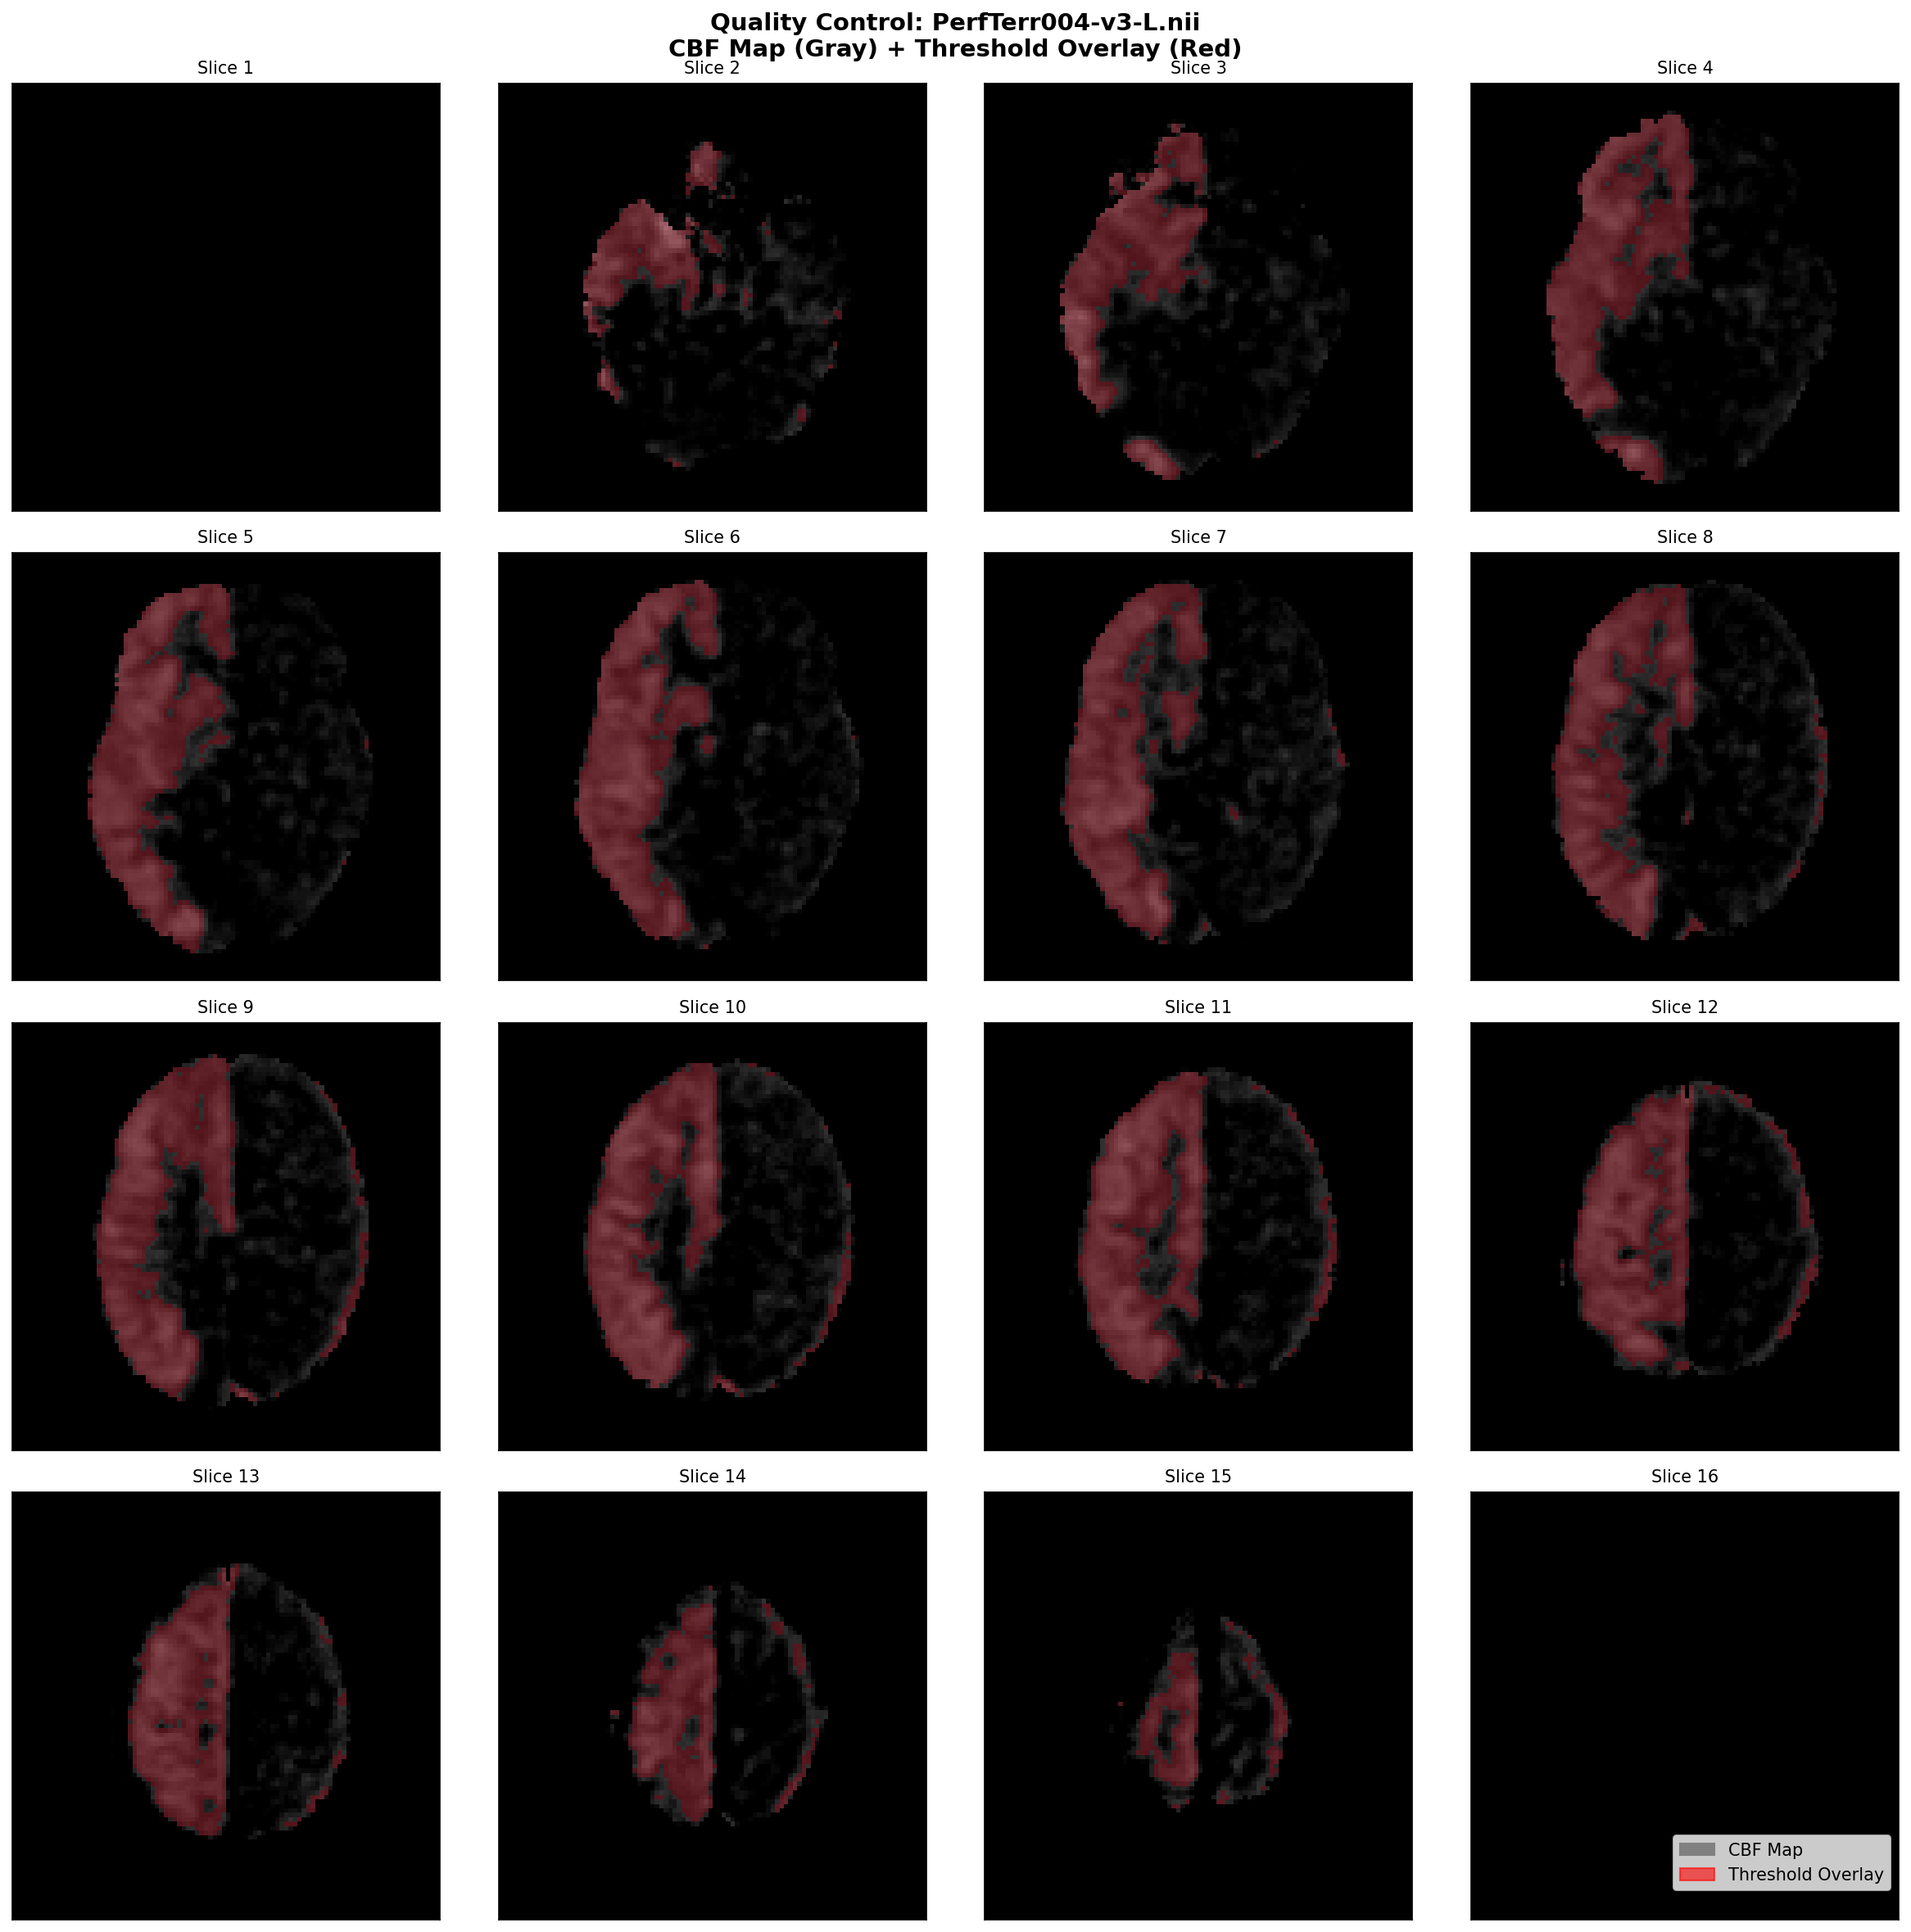 Quality Control: PerfTerr004-v3-L.nii
CBF Map (Gray) + Threshold Overlay (Red)
Slice 1
Slice 2
Slice 3
Slice 4
Slice 5
Slice 6
Slice 7
Slice 8
Slice 9
Slice 10
Slice 11
Slice 12
Slice 13
Slice 14
Slice 15
Slice 16
CBF Map
Threshold Overlay